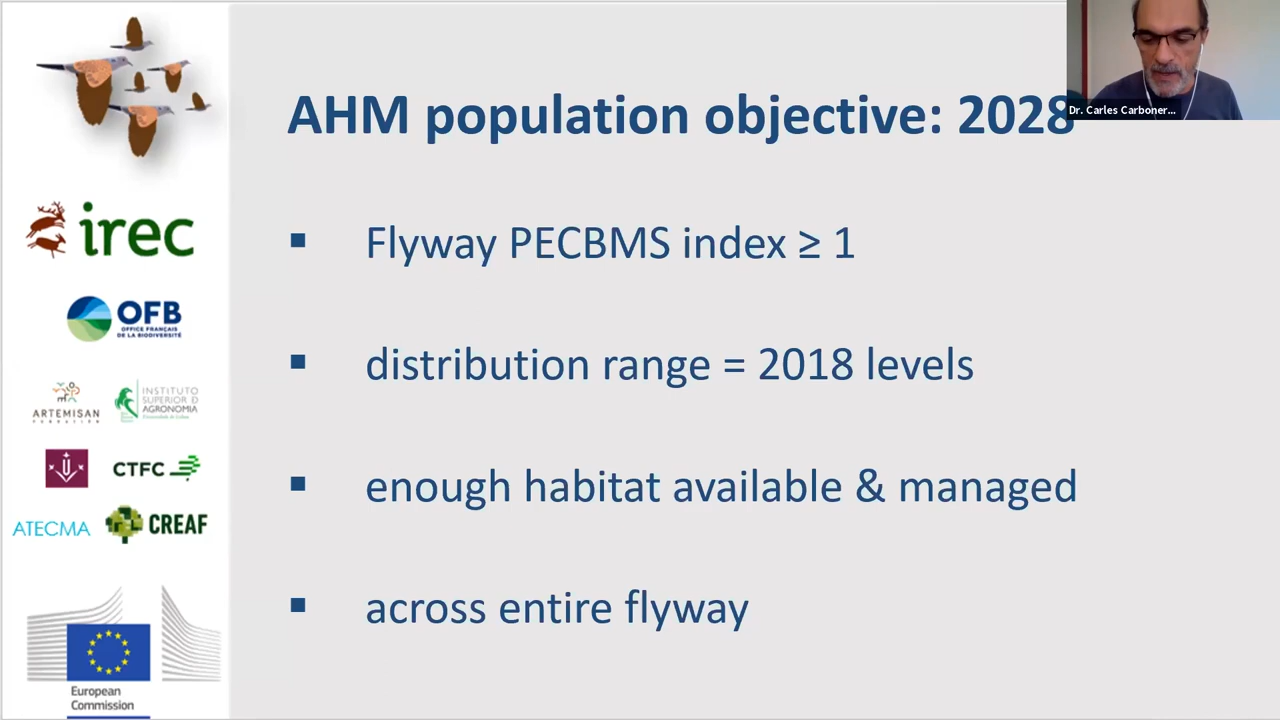 AHM population objective: 2028
Dr. Carles Carboner...
Flyway PECBMS index ≥ 1
distribution range = 2018 levels
enough habitat available & managed
across entire flyway
irec
OFB
OFFICE FRANÇAIS
DE LA BIODIVERSITÉ
ARTEMISAN
INSTITUTO
SUPERIOR D
AGRONOMIA
CTFC
ATECMA
CREAF
European
Commission